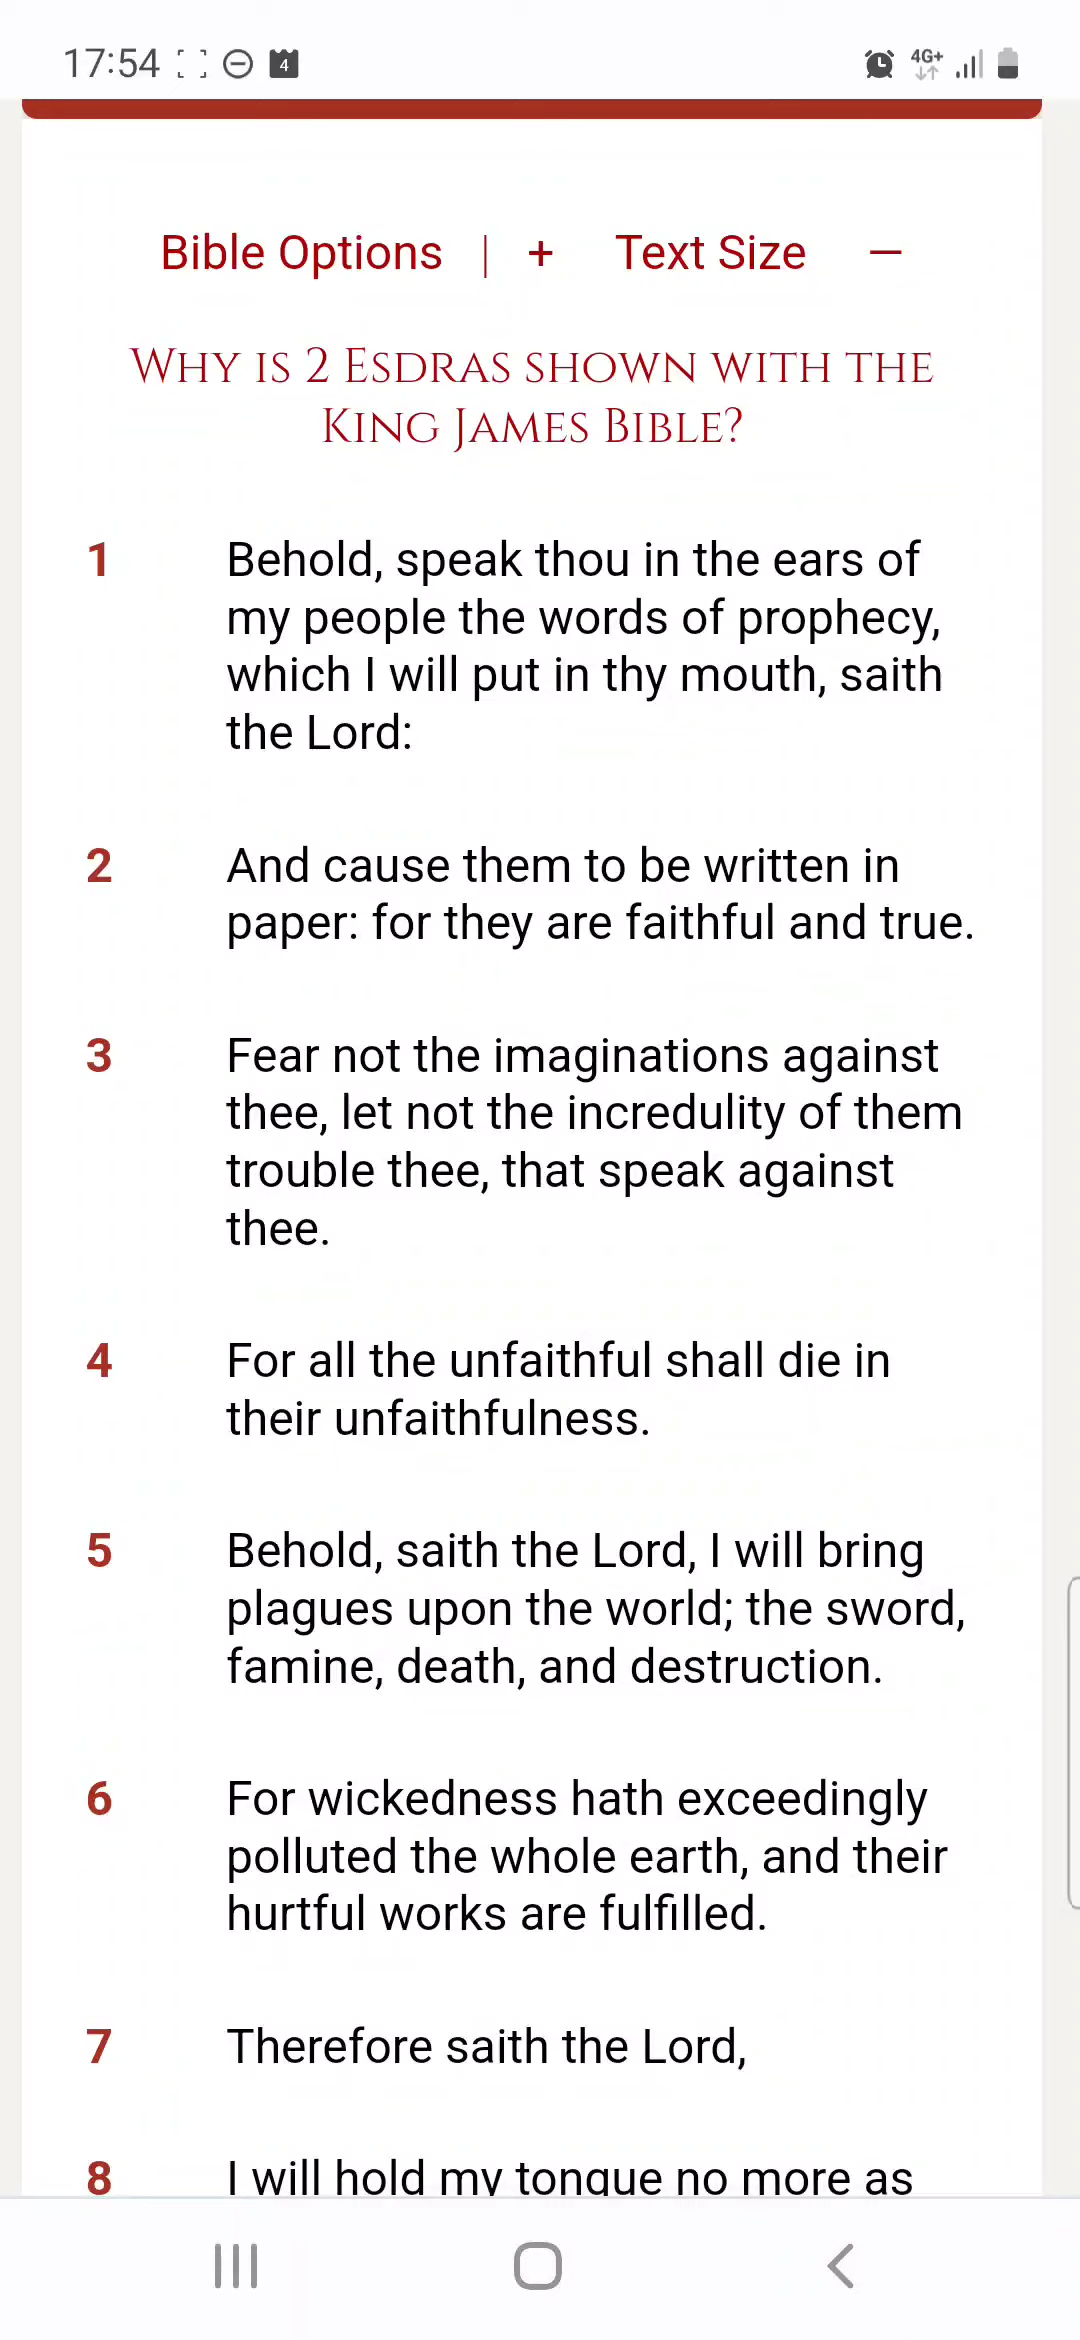 17:54 4 4G+
Bible Options | + Text Size –
Why is 2 Esdras shown with the
King James Bible?
1 Behold, speak thou in the ears of
my people the words of prophecy,
which I will put in thy mouth, saith
the Lord:
2 And cause them to be written in
paper: for they are faithful and true.
3 Fear not the imaginations against
thee, let not the incredulity of them
trouble thee, that speak against
thee.
4 For all the unfaithful shall die in
their unfaithfulness.
5 Behold, saith the Lord, I will bring
plagues upon the world; the sword,
famine, death, and destruction.
6 For wickedness hath exceedingly
polluted the whole earth, and their
hurtful works are fulfilled.
7 Therefore saith the Lord,
8 I will hold my tongue no more as